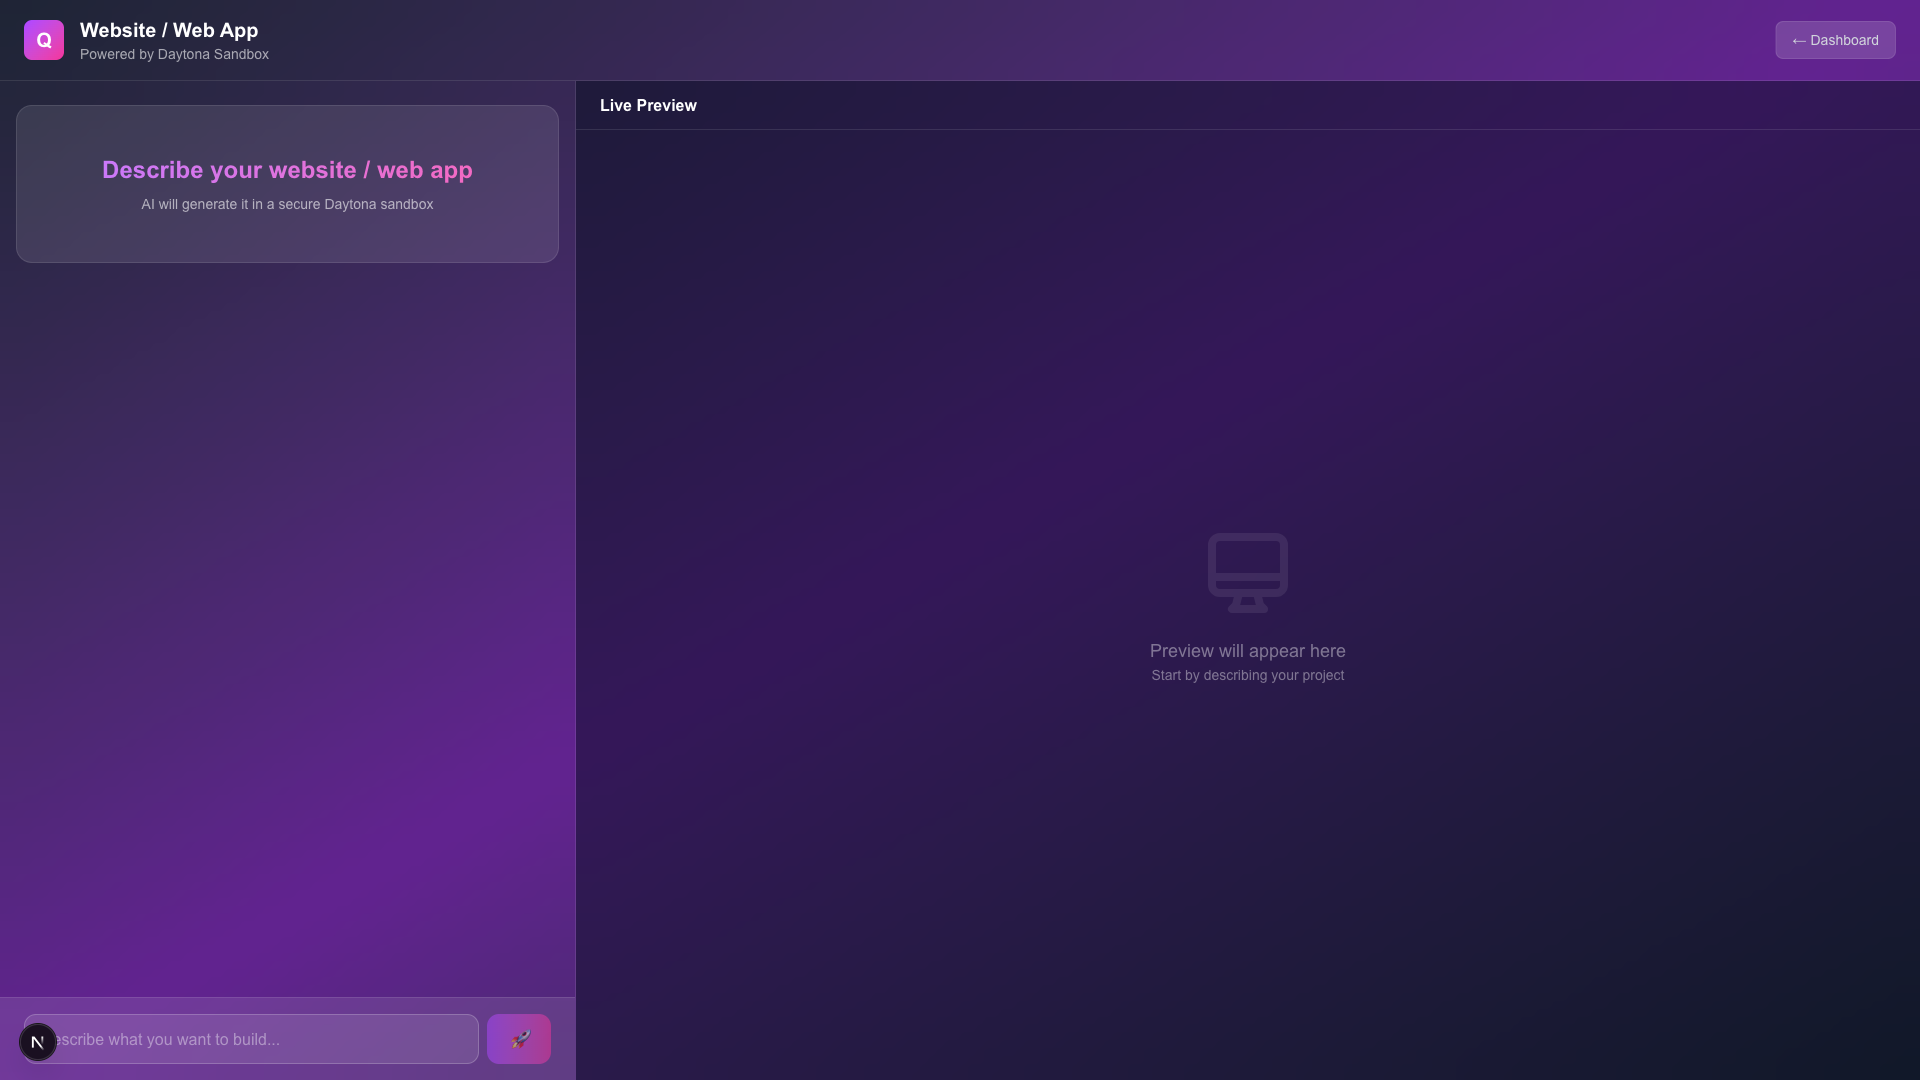 Q
Website / Web App
Powered by Daytona Sandbox
← Dashboard
Describe your website / web app
AI will generate it in a secure Daytona sandbox
Live Preview
Preview will appear here
Start by describing your project
escribe what you want to build...
N